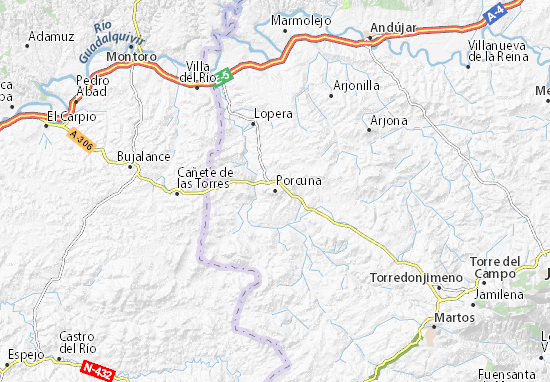 Marmolejo
Andújar
A-4
Adamuz
Río
Guadalquivir
Montoro
Villanueva
de la Reina
Villa
del Río
E-5
Pedro
Abad
Arjonilla
El Carpio
Lopera
Arjona
A-306
Bujalance
Cañete de
las Torres
Porcuna
Torre del
Campo
Torredonjimeno
Jamilena
Martos
Castro
del Río
Espejo
N-432
Fuensanta